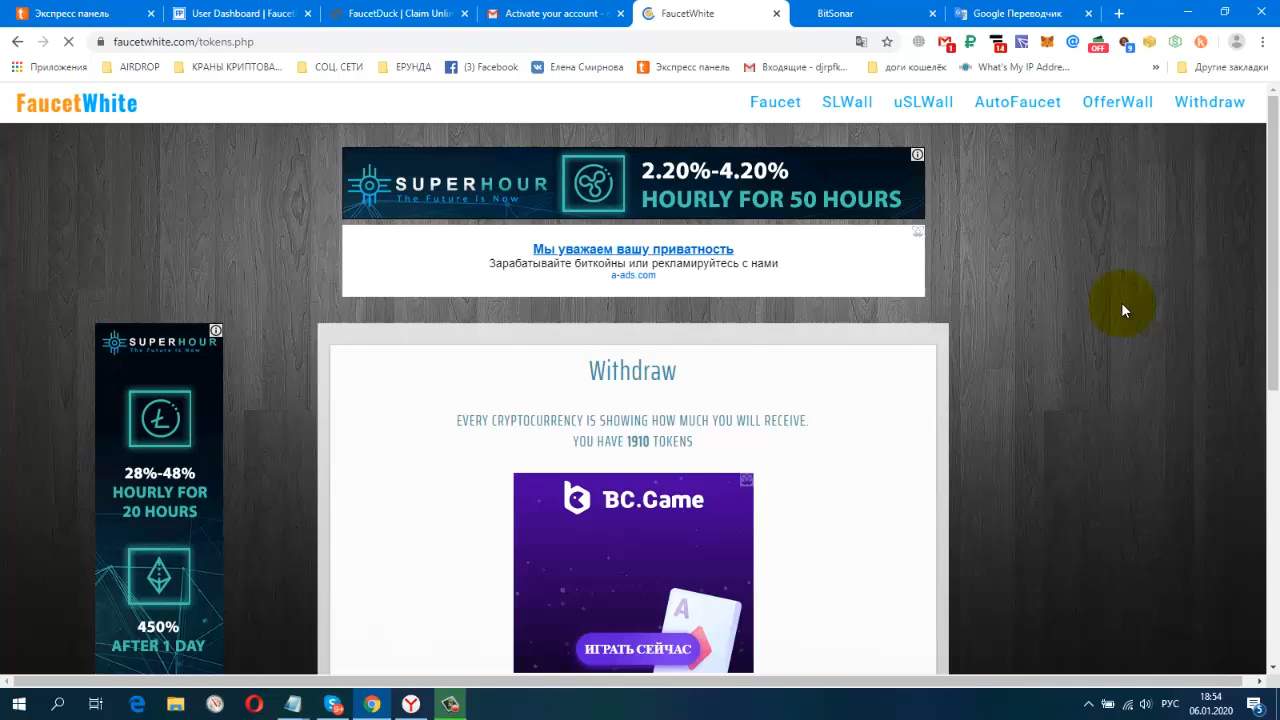 Экспресс панель
User Dashboard | Faucet
FaucetDuck | Claim Unlim
Activate your account - d
FaucetWhite
BitSonar
Google Переводчик
faucetwhite.com/tokens.php
1
14
OFF
9
Приложения
AIRDROP
КРАНЫ КРИПТОВА...
СОЦ. СЕТИ
ЕРУНДА
(3) Facebook
Елена Смирнова
Экспресс панель
Входящие - djrpfk...
доги кошелёк
What's My IP Addre...
»
Другие закладки
FaucetWhite
Faucet
SLWall
uSLWall
AutoFaucet
OfferWall
Withdraw
SUPERHOUR
The Future Is Now
2.20%-4.20%
HOURLY FOR 50 HOURS
Мы уважаем вашу приватность
Зарабатывайте биткойны или рекламируйтесь с нами
a-ads.com
SUPERHOUR
The Future Is Now
28%-48%
HOURLY FOR
20 HOURS
450%
AFTER 1 DAY
Withdraw
EVERY CRYPTOCURRENCY IS SHOWING HOW MUCH YOU WILL RECEIVE.
YOU HAVE 1910 TOKENS
BC.Game
A
ИГРАТЬ СЕЙЧАС
РУС
18:54
06.01.2020